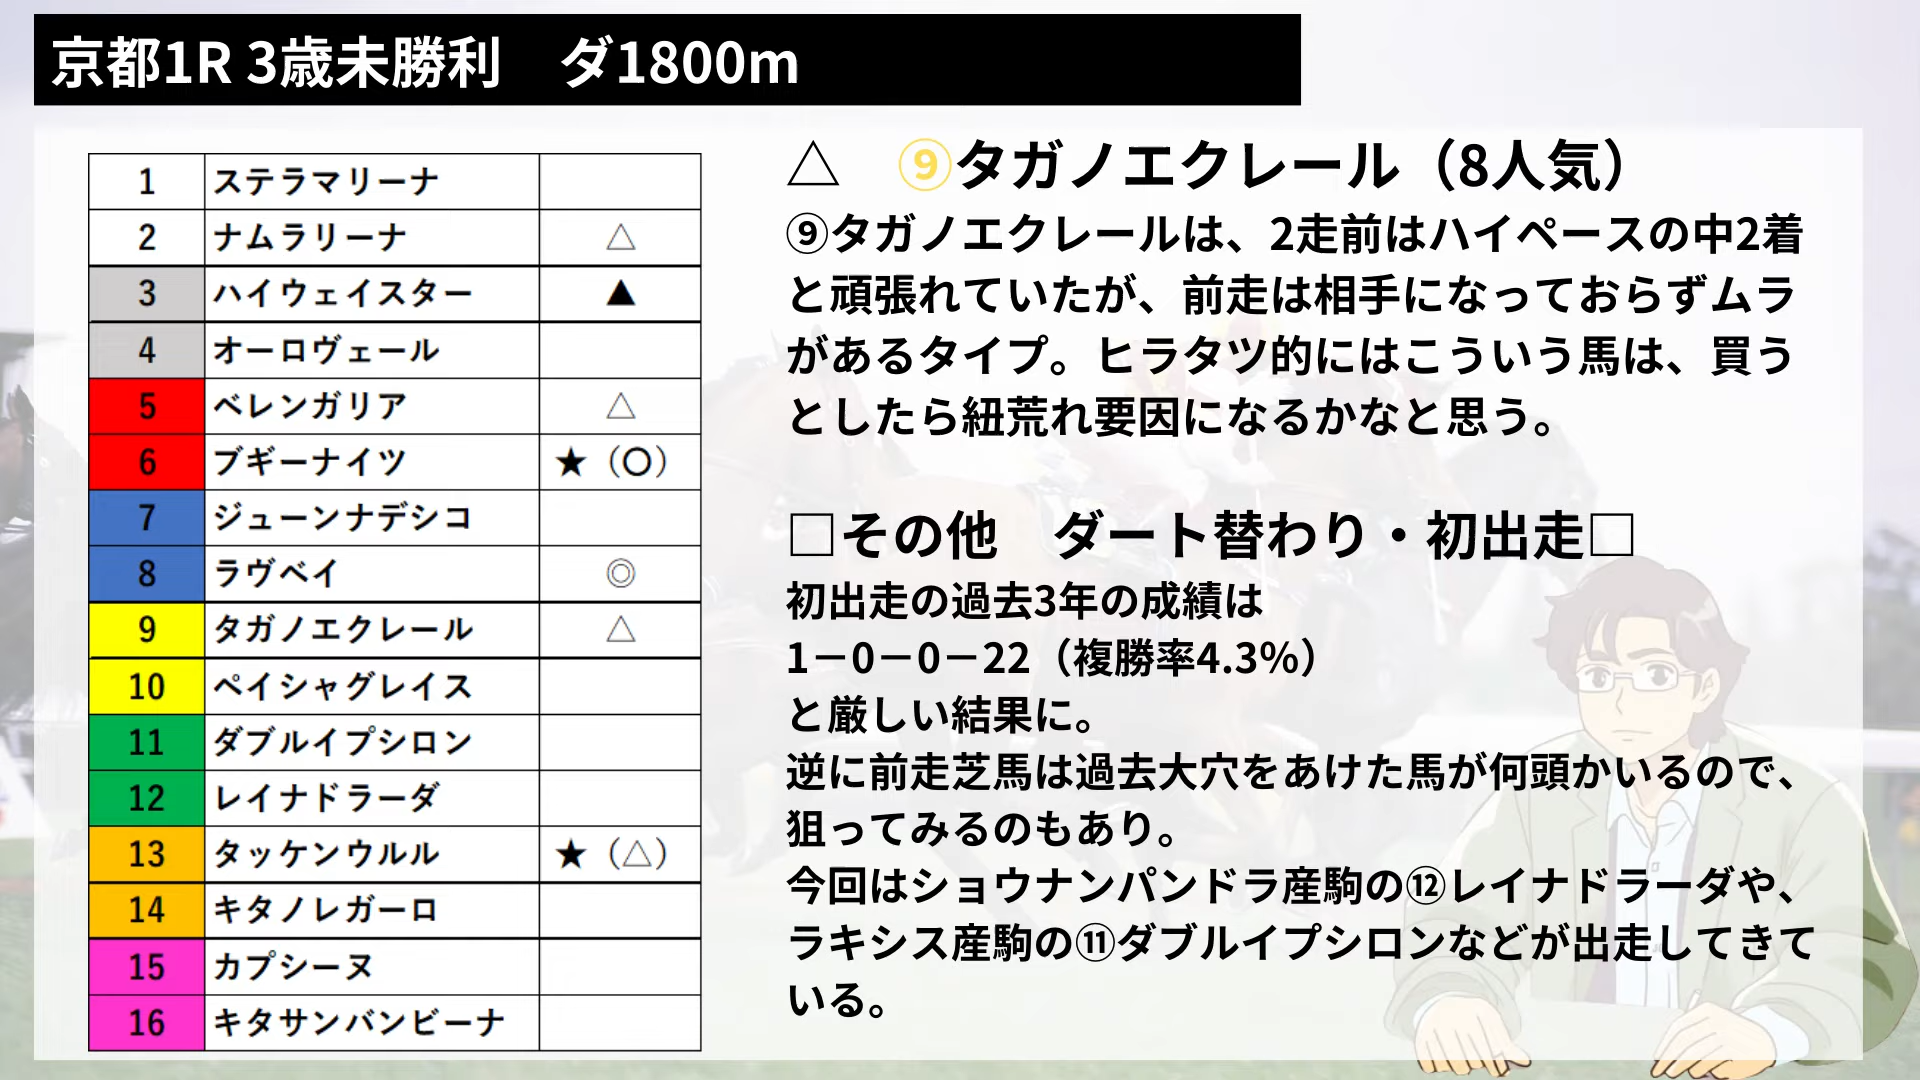 京都1R 3歳未勝利　ダ1800m
1 ステラマリーナ
2 ナムラリーナ △
3 ハイウェイスター ▲
4 オーロヴェール
5 ベレンガリア △
6 ブギーナイツ ★（〇）
7 ジューンナデシコ
8 ラヴベイ ◎
9 タガノエクレール △
10 ペイシャグレイス
11 ダブルイプシロン
12 レイナドラーダ
13 タッケンウルル ★（△）
14 キタノレガーロ
15 カプシーヌ
16 キタサンバンビーナ
△　⑨タガノエクレール（8人気）
⑨タガノエクレールは、2走前はハイペースの中2着
と頑張れていたが、前走は相手になっておらずムラ
があるタイプ。ヒラタツ的にはこういう馬は、買う
としたら紐荒れ要因になるかなと思う。
□その他　ダート替わり・初出走□
初出走の過去3年の成績は
1－0－0－22（複勝率4.3%）
と厳しい結果に。
逆に前走芝馬は過去大穴をあけた馬が何頭かいるので、
狙ってみるのもあり。
今回はショウナンパンドラ産駒の⑫レイナドラーダや、
ラキシス産駒の⑪ダブルイプシロンなどが出走してきて
いる。